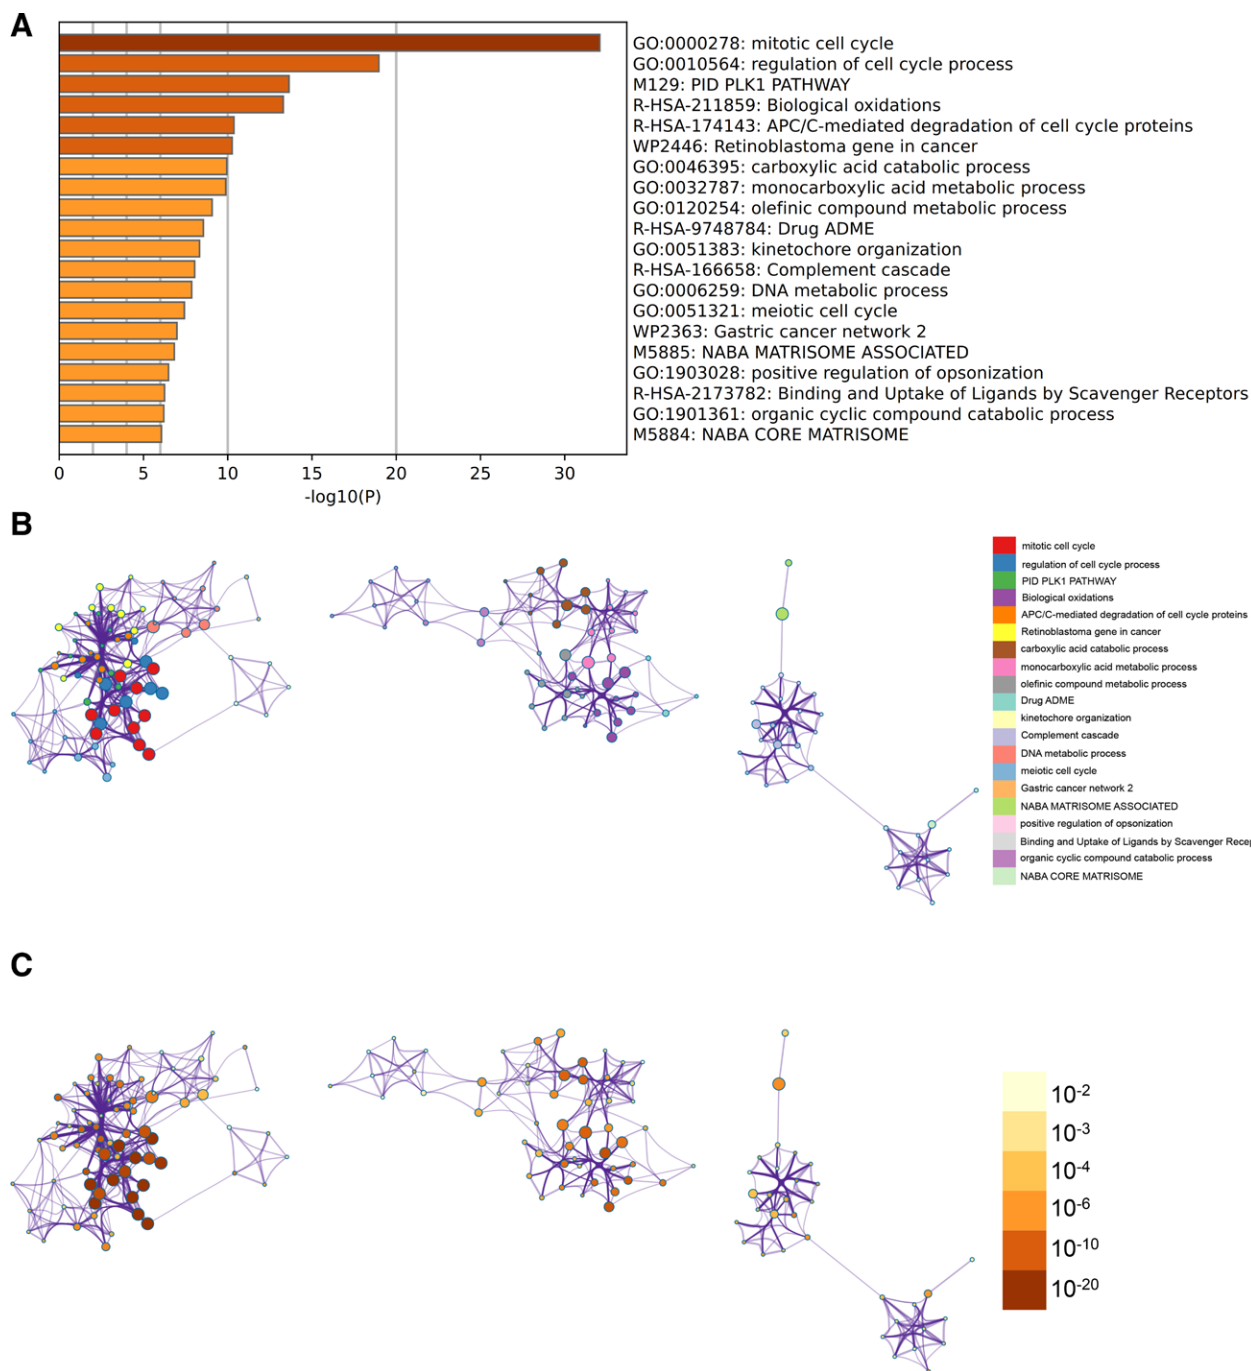 A
GO:0000278: mitotic cell cycle
GO:0010564: regulation of cell cycle process
M129: PID PLK1 PATHWAY
R-HSA-211859: Biological oxidations
R-HSA-174143: APC/C-mediated degradation of cell cycle proteins
WP2446: Retinoblastoma gene in cancer
GO:0046395: carboxylic acid catabolic process
GO:0032787: monocarboxylic acid metabolic process
GO:0120254: olefinic compound metabolic process
R-HSA-9748784: Drug ADME
GO:0051383: kinetochore organization
R-HSA-166658: Complement cascade
GO:0006259: DNA metabolic process
GO:0051321: meiotic cell cycle
WP2363: Gastric cancer network 2
M5885: NABA MATRISOME ASSOCIATED
GO:1903028: positive regulation of opsonization
R-HSA-2173782: Binding and Uptake of Ligands by Scavenger Receptors
GO:1901361: organic cyclic compound catabolic process
M5884: NABA CORE MATRISOME
0 5 10 15 20 25 30
-log10(P)
B
mitotic cell cycle
regulation of cell cycle process
PID PLK1 PATHWAY
Biological oxidations
APC/C-mediated degradation of cell cycle proteins
Retinoblastoma gene in cancer
carboxylic acid catabolic process
monocarboxylic acid metabolic process
olefinic compound metabolic process
Drug ADME
kinetochore organization
Complement cascade
DNA metabolic process
meiotic cell cycle
Gastric cancer network 2
NABA MATRISOME ASSOCIATED
positive regulation of opsonization
Binding and Uptake of Ligands by Scavenger Recep
organic cyclic compound catabolic process
NABA CORE MATRISOME
C
10-2
10-3
10-4
10-6
10-10
10-20